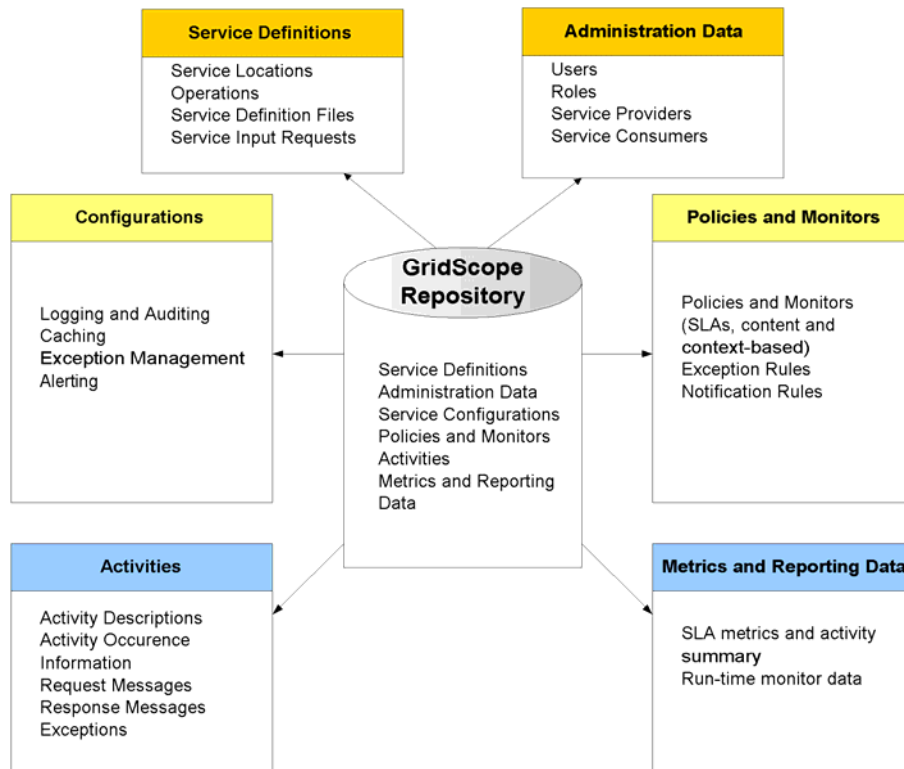 Service Definitions
Service Locations
Operations
Service Definition Files
Service Input Requests
Administration Data
Users
Roles
Service Providers
Service Consumers
Configurations
Logging and Auditing
Caching
Exception Management
Alerting
GridScope
Repository
Service Definitions
Administration Data
Service Configurations
Policies and Monitors
Activities
Metrics and Reporting
Data
Policies and Monitors
Policies and Monitors
(SLAs, content and
context-based)
Exception Rules
Notification Rules
Activities
Activity Descriptions
Activity Occurence
Information
Request Messages
Response Messages
Exceptions
Metrics and Reporting Data
SLA metrics and activity
summary
Run-time monitor data